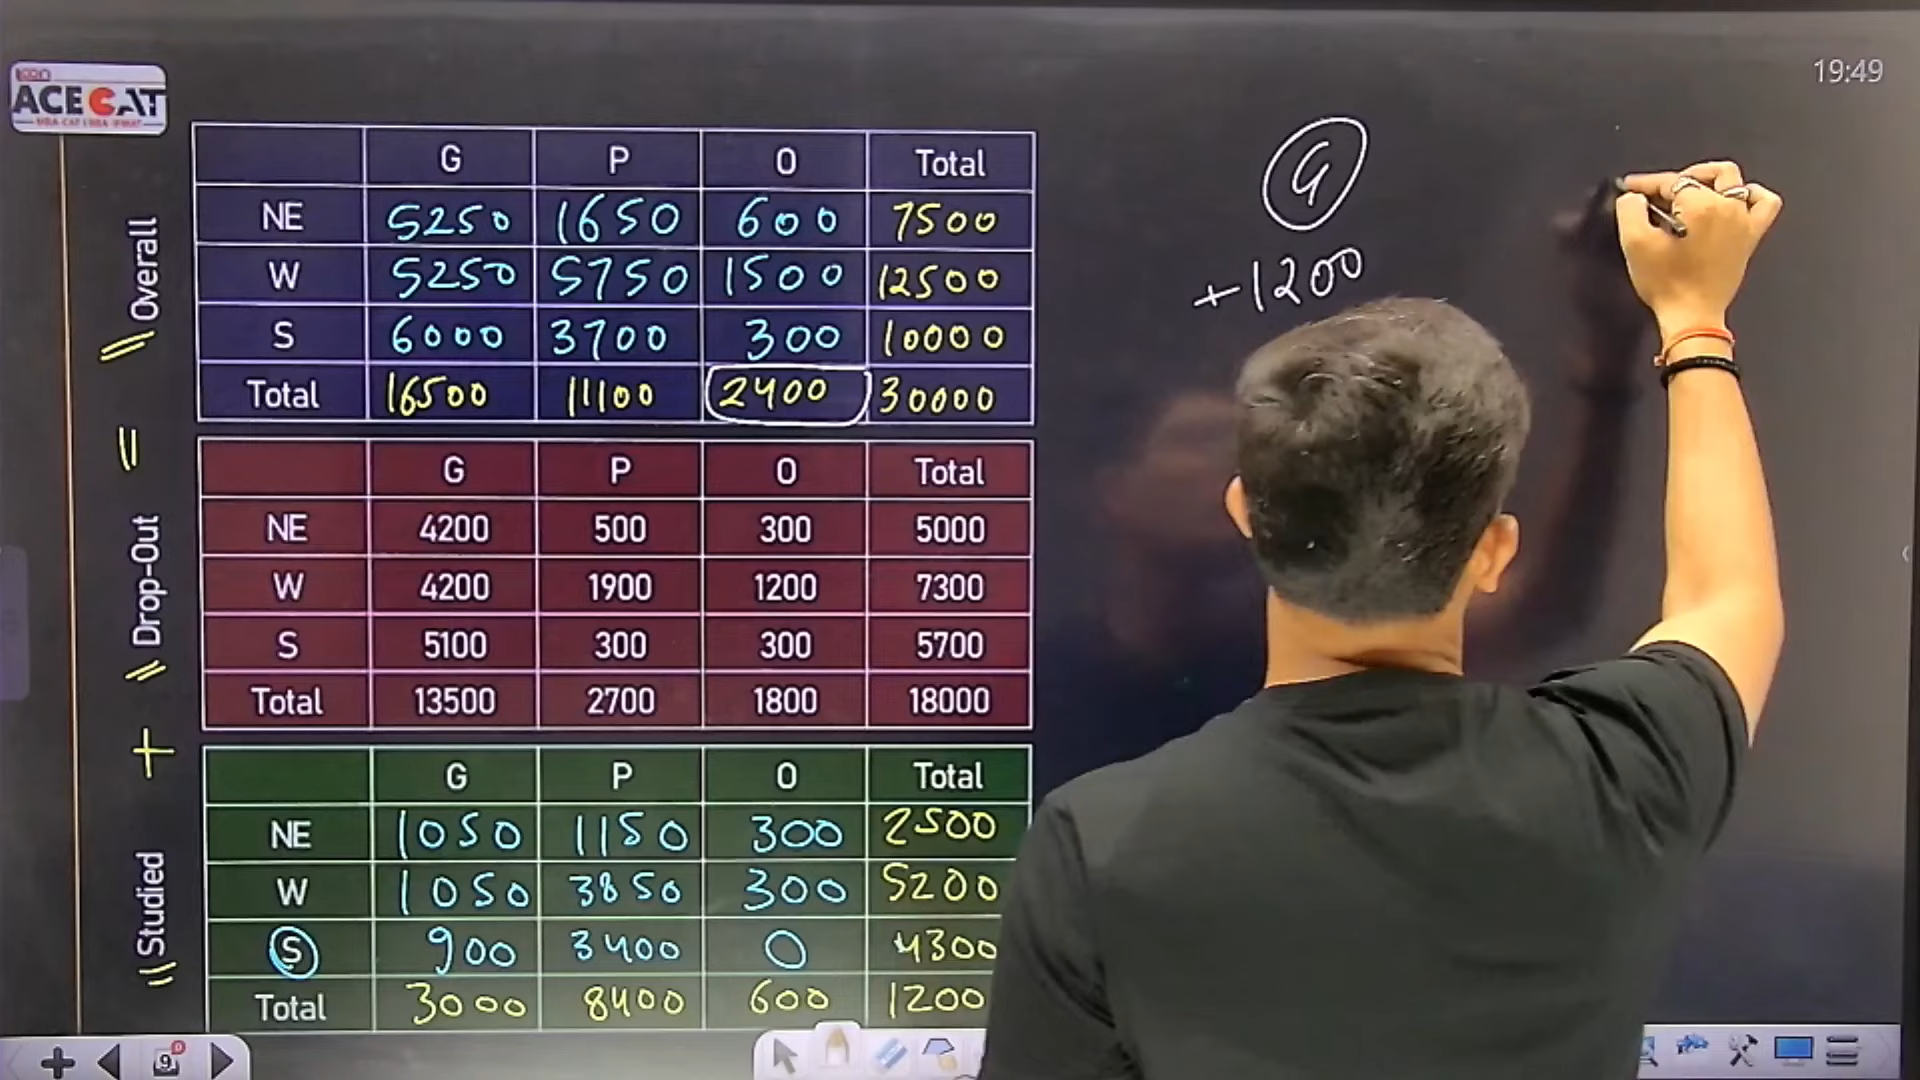 19:49
ACE CAT
G P O Total
NE 5250 1650 600 7500
W 5250 5750 1500 12500
S 6000 3700 300 10000
Total 16500 11100 2400 30000
G P O Total
NE 4200 500 300 5000
W 4200 1900 1200 7300
S 5100 300 300 5700
Total 13500 2700 1800 18000
G P O Total
NE 1050 1150 300 2500
W 1050 3850 300 5200
S 900 3400 0 4300
Total 3000 8400 600 1200
Overall
=
Drop-Out
+
Studied
G
+1200
9